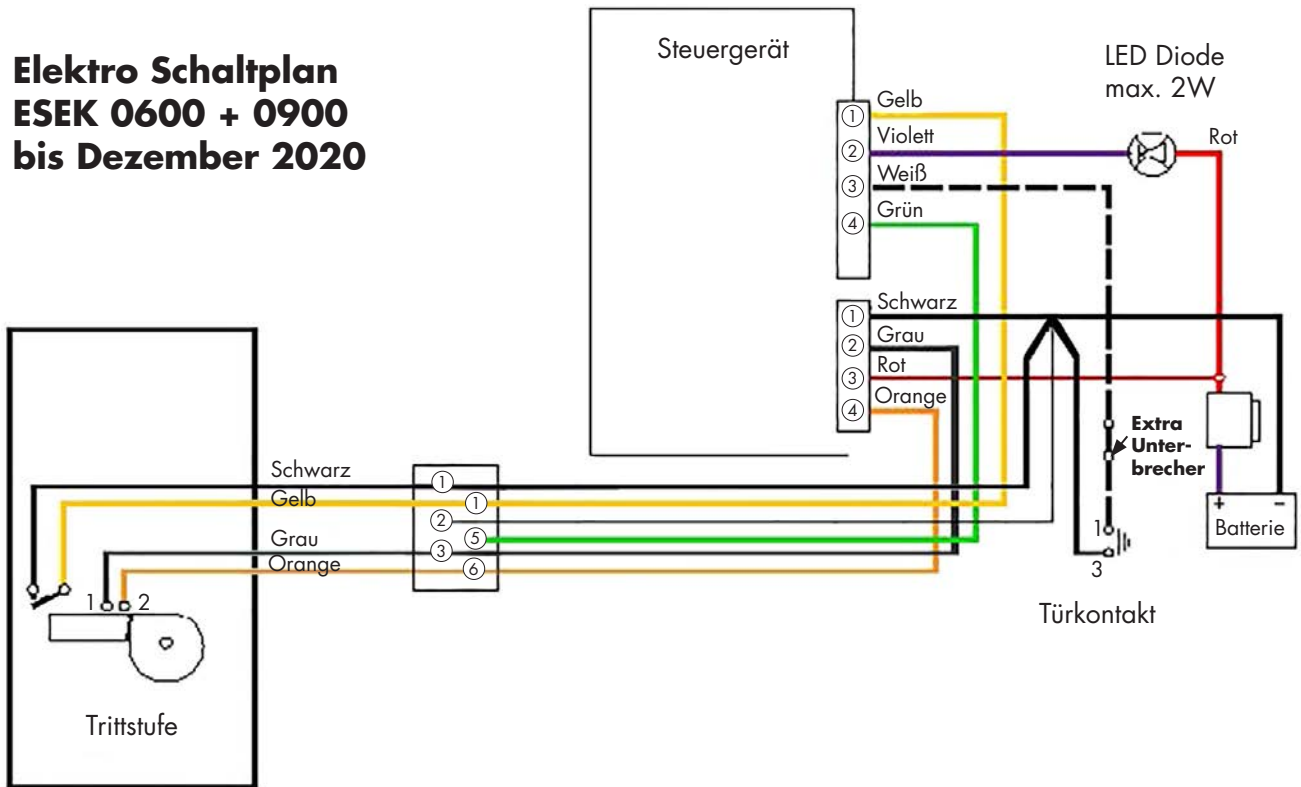 Elektro Schaltplan
ESEK 0600 + 0900
bis Dezember 2020
Steuergerät
LED Diode
max. 2W
Rot
1 Gelb
2 Violett
3 Weiß
4 Grün
1 Schwarz
2 Grau
3 Rot
4 Orange
Extra
Unter-
brecher
+ -
Batterie
1
3
Türkontakt
Schwarz 1
Gelb 1
2
5
Grau 3
Orange 6
1 2
Trittstufe